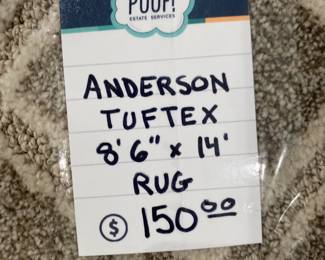 POOF!
ESTATE SERVICES
ANDERSON
TUFTEX
8'6" x 14'
RUG
$ 150 00